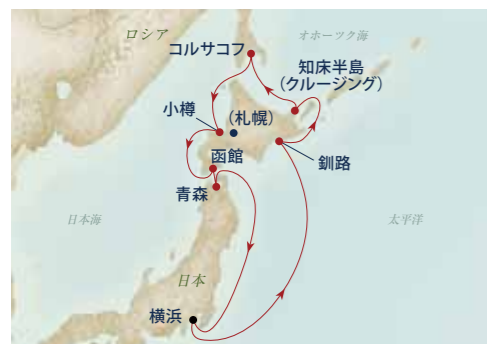 ロシア
オホーツク海
コルサコフ
知床半島
(クルージング)
小樽
(札幌)
函館
釧路
青森
日本海
太平洋
日本
横浜